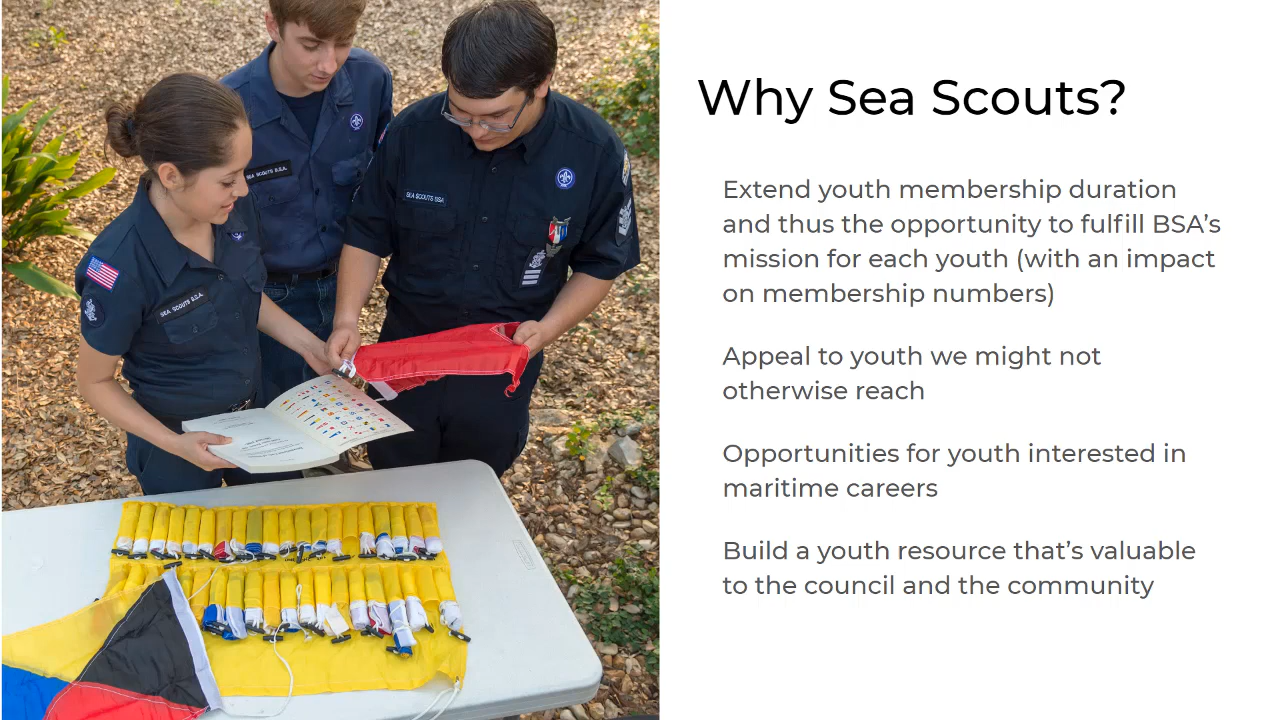 Why Sea Scouts?
Extend youth membership duration
and thus the opportunity to fulfill BSA’s
mission for each youth (with an impact
on membership numbers)
Appeal to youth we might not
otherwise reach
Opportunities for youth interested in
maritime careers
Build a youth resource that’s valuable
to the council and the community
SEA SCOUTS B.S.A.
SEA SCOUTS BSA
SEA SCOUTS B.S.A.